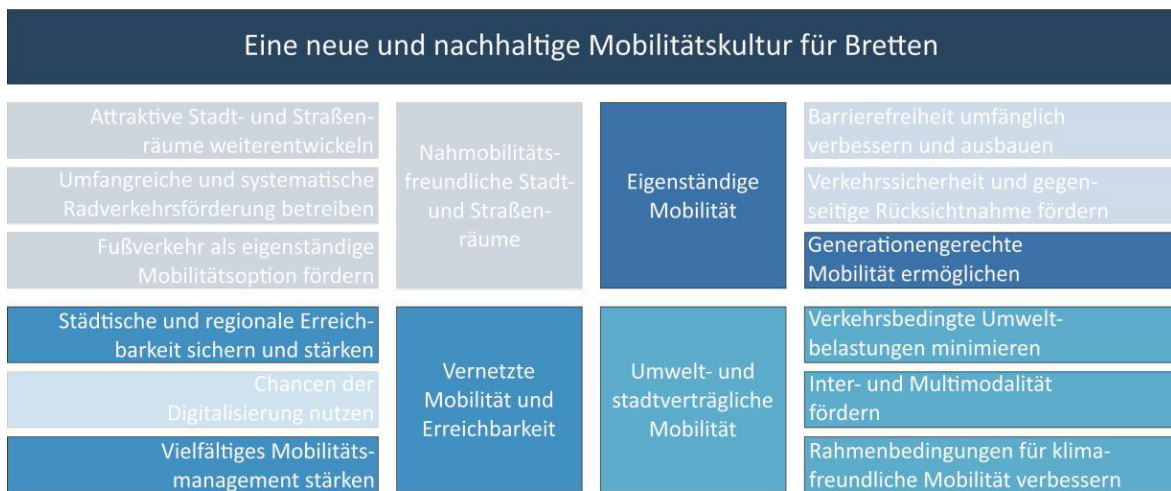 Eine neue und nachhaltige Mobilitätskultur für Bretten
Attraktive Stadt- und Straßen-
räume weiterentwickeln
Umfangreiche und systematische
Radverkehrsförderung betreiben
Fußverkehr als eigenständige
Mobilitätsoption fördern
Nahmobilitäts-
freundliche Stadt-
und Straßen-
räume
Eigenständige
Mobilität
Barrierefreiheit umfänglich
verbessern und ausbauen
Verkehrssicherheit und gegen-
seitige Rücksichtnahme fördern
Generationengerechte
Mobilität ermöglichen
Städtische und regionale Erreich-
barkeit sichern und stärken
Chancen der
Digitalisierung nutzen
Vielfältiges Mobilitäts-
management stärken
Vernetzte
Mobilität und
Erreichbarkeit
Umwelt- und
stadtverträgliche
Mobilität
Verkehrsbedingte Umwelt-
belastungen minimieren
Inter- und Multimodalität
fördern
Rahmenbedingungen für klima-
freundliche Mobilität verbessern